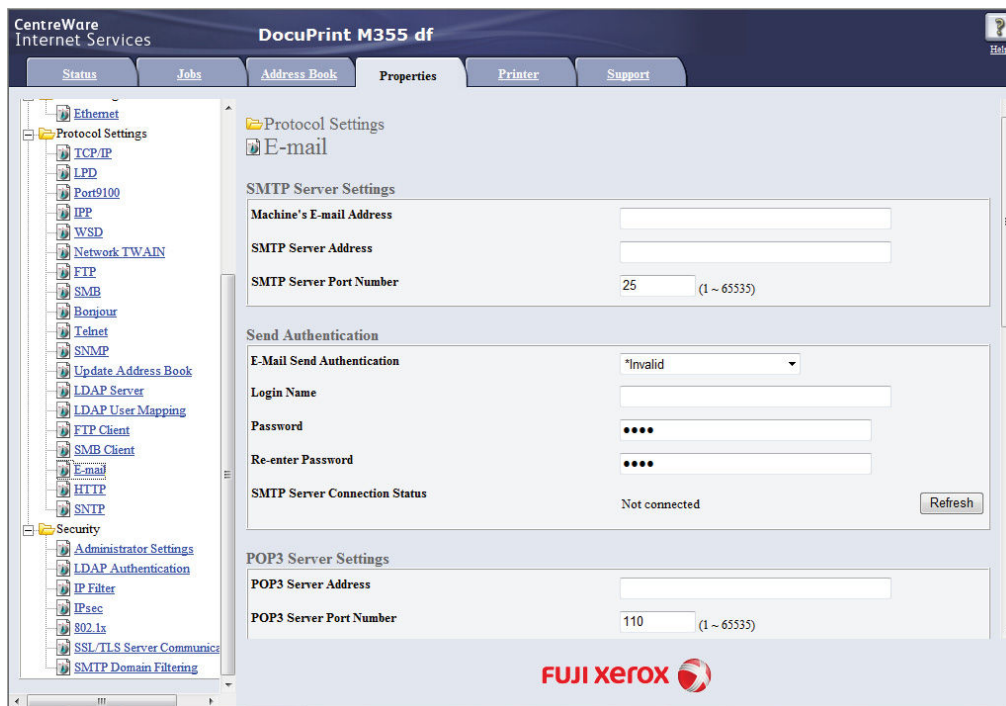 CentreWare
Internet Services
DocuPrint M355 df
Help
Status
Jobs
Address Book
Properties
Printer
Support
Ethernet
Protocol Settings
TCP/IP
LPD
Port9100
IPP
WSD
Network TWAIN
FTP
SMB
Bonjour
Telnet
SNMP
Update Address Book
LDAP Server
LDAP User Mapping
FTP Client
SMB Client
E-mail
HTTP
SNTP
Security
Administrator Settings
LDAP Authentication
IP Filter
IPsec
802.1x
SSL/TLS Server Communica
SMTP Domain Filtering
Protocol Settings
E-mail
SMTP Server Settings
Machine's E-mail Address
SMTP Server Address
SMTP Server Port Number 25 (1 ~ 65535)
Send Authentication
E-Mail Send Authentication *Invalid
Login Name
Password ••••
Re-enter Password ••••
SMTP Server Connection Status Not connected Refresh
POP3 Server Settings
POP3 Server Address
POP3 Server Port Number 110 (1 ~ 65535)
FUJI xerox